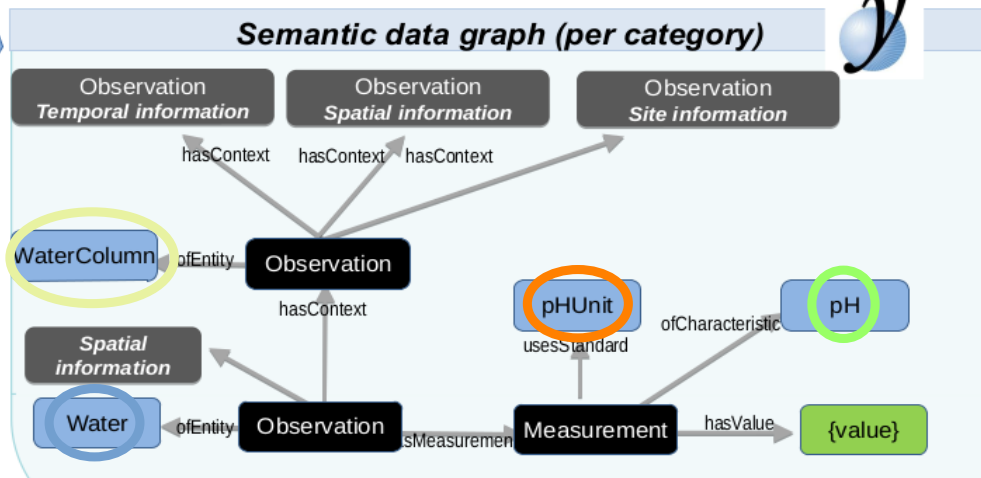 Semantic data graph (per category)
y
Observation
Temporal information
Observation
Spatial information
Observation
Site information
hasContext
hasContext
hasContext
WaterColumn
ofEntity
Observation
hasContext
pHUnit
pH
ofCharacteristic
usesStandard
Spatial
information
Water
ofEntity
Observation
asMeasuremen
Measurement
hasValue
{value}